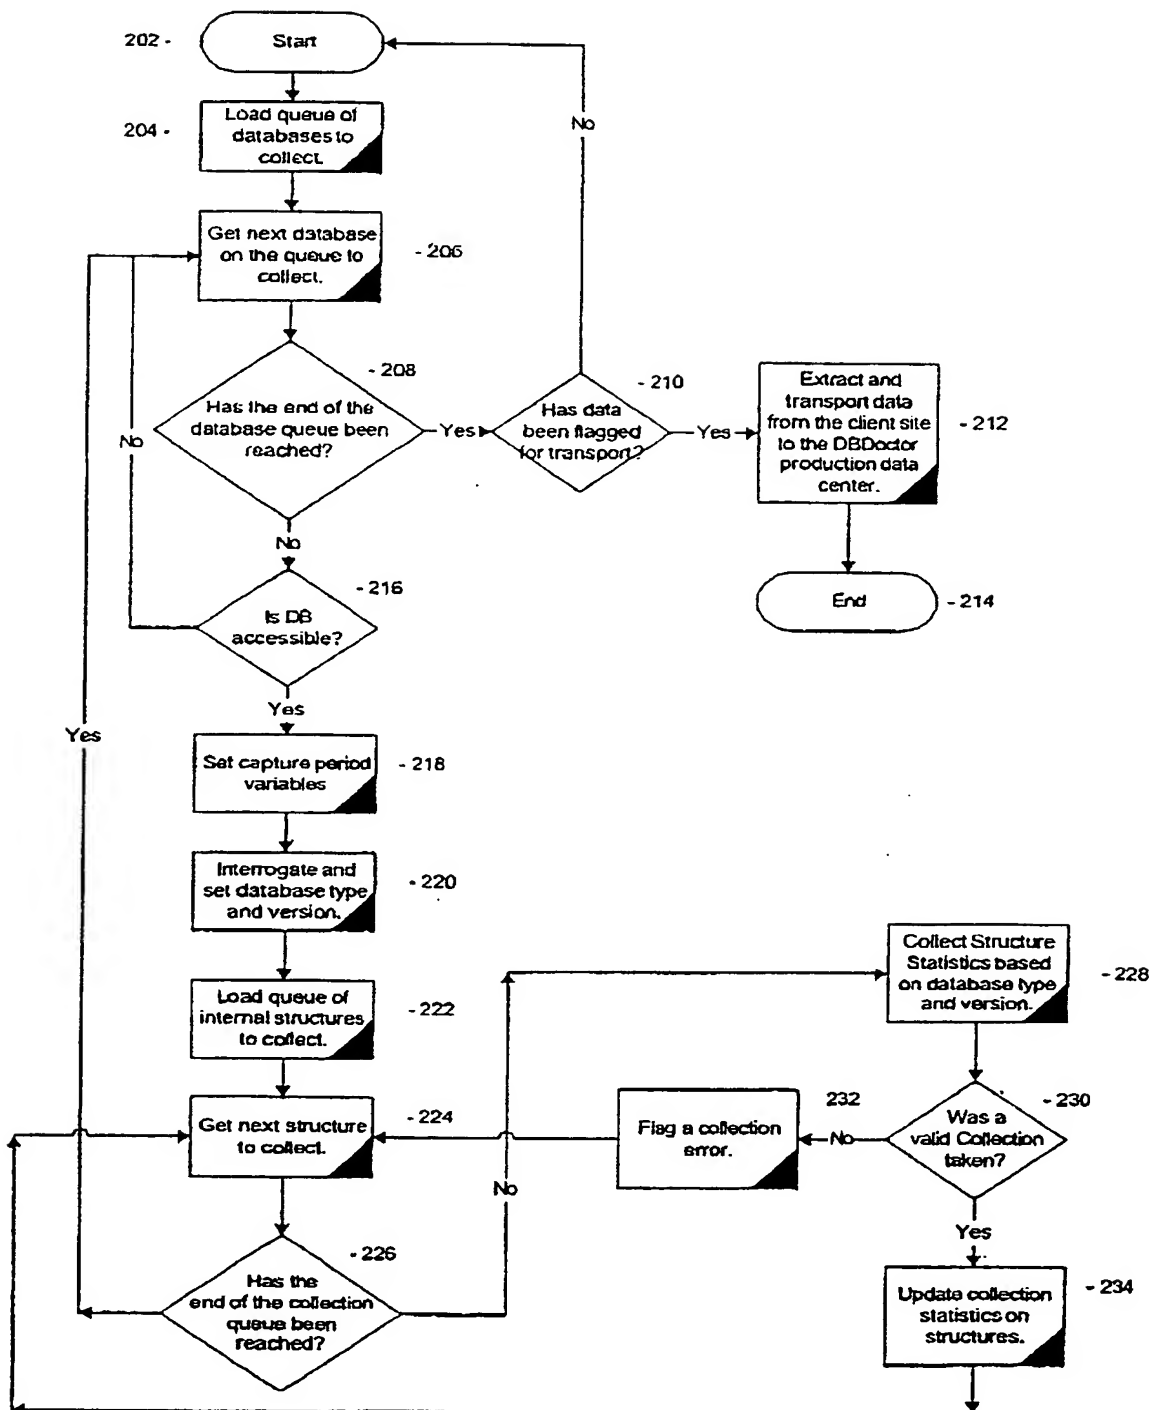 202 -
Start
204 -
Load queue of
databases to
collect.
No
Get next database
on the queue to
collect.
- 206
- 208
Has the end of the
database queue been
reached?
Yes
- 210
Has data
been flagged
for transport?
Yes
Extract and
transport data
from the client site
to the DBDoctor
production data
center.
- 212
No
No
- 216
Is DB
accessible?
End
- 214
Yes
Yes
Set capture period
variables
- 218
Interrogate and
set database type
and version.
- 220
Load queue of
internal structures
to collect.
- 222
Collect Structure
Statistics based
on database type
and version.
- 228
Get next structure
to collect.
- 224
No
Flag a collection
error.
232
No
- 230
Was a
valid Collection
taken?
Yes
- 226
Has the
end of the collection
queue been
reached?
Update collection
statistics on
structures.
- 234